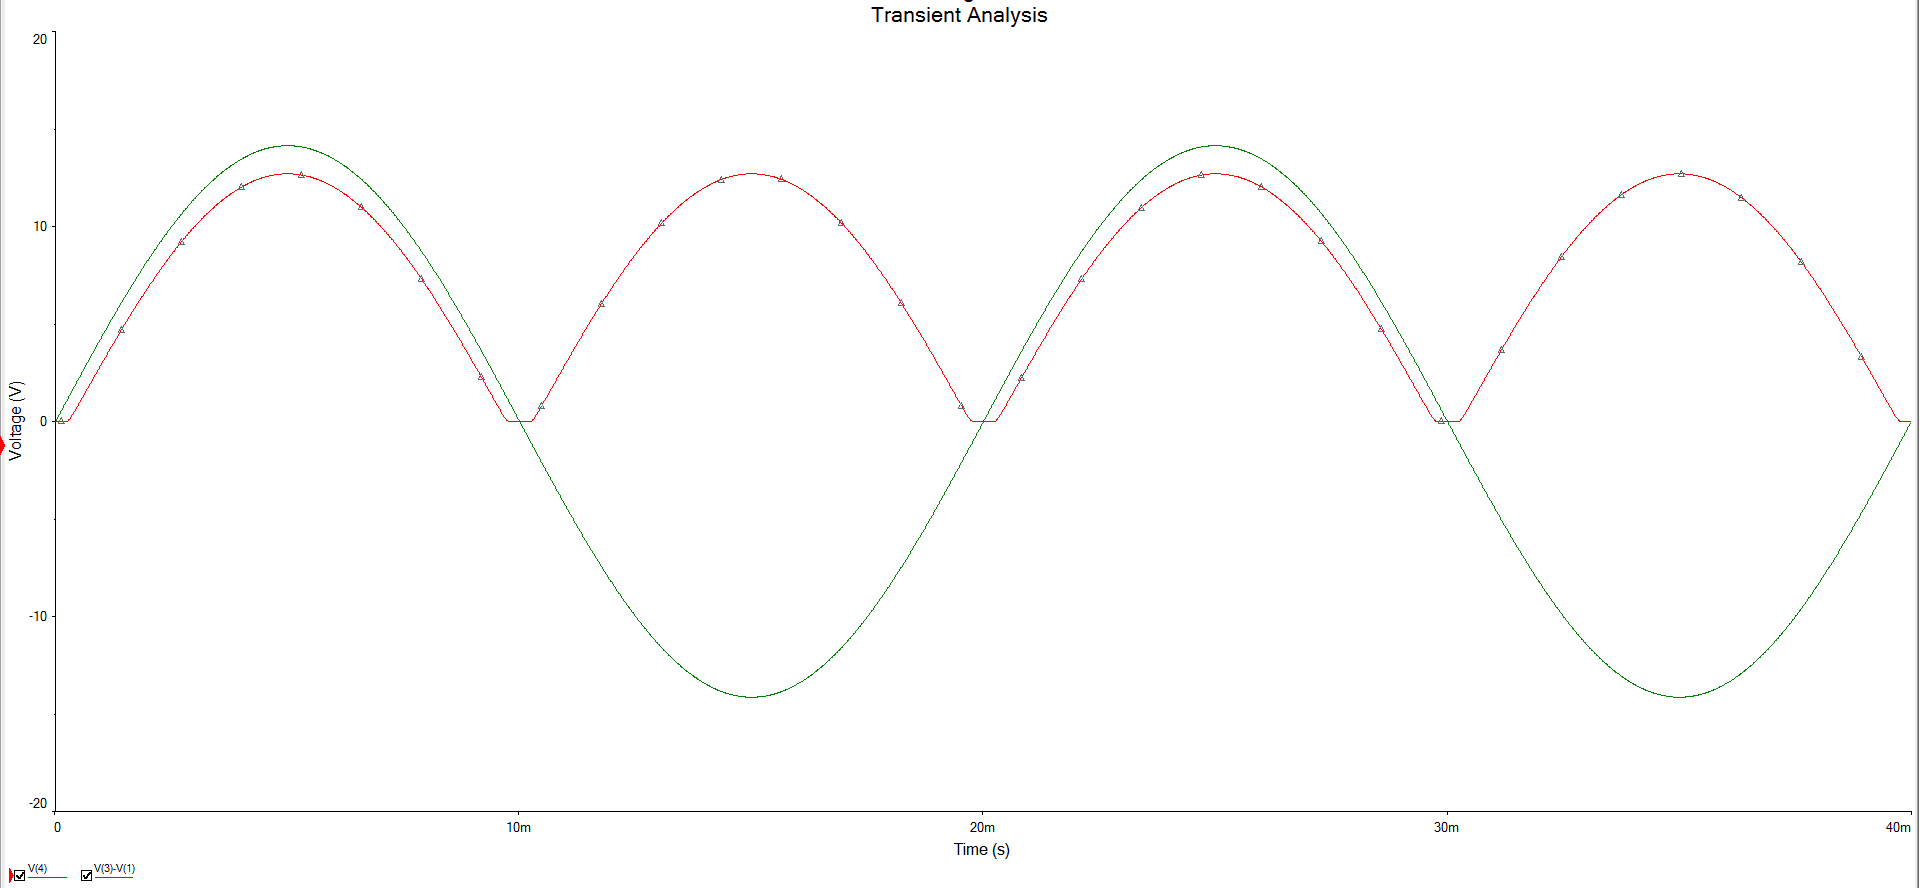 Transient Analysis
20
10
0
-10
-20
Voltage (V)
0 10m 20m 30m 40m
Time (s)
V(4) V(3)-V(1)